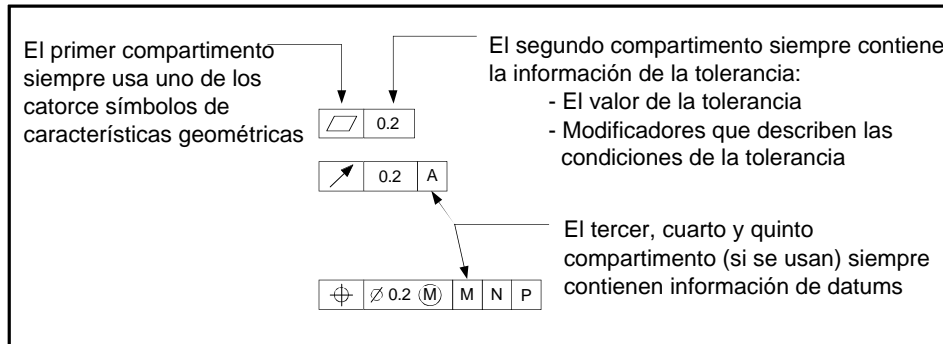 El primer compartimento
siempre usa uno de los
catorce símbolos de
características geométricas
El segundo compartimento siempre contiene
la información de la tolerancia:
- El valor de la tolerancia
- Modificadores que describen las
condiciones de la tolerancia
0.2
0.2 A
El tercer, cuarto y quinto
compartimento (si se usan) siempre
contienen información de datums
⌀ 0.2 Ⓜ M N P